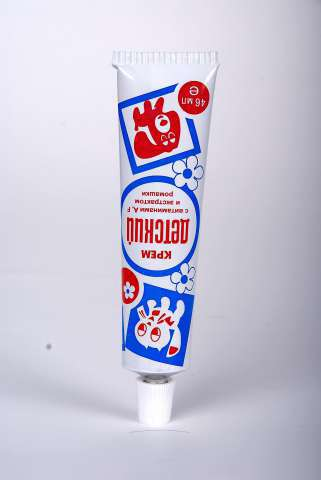 КРЕМ
ДЕТСКИЙ
с витаминами А, F
и экстрактом
ромашки
46 мл
℮